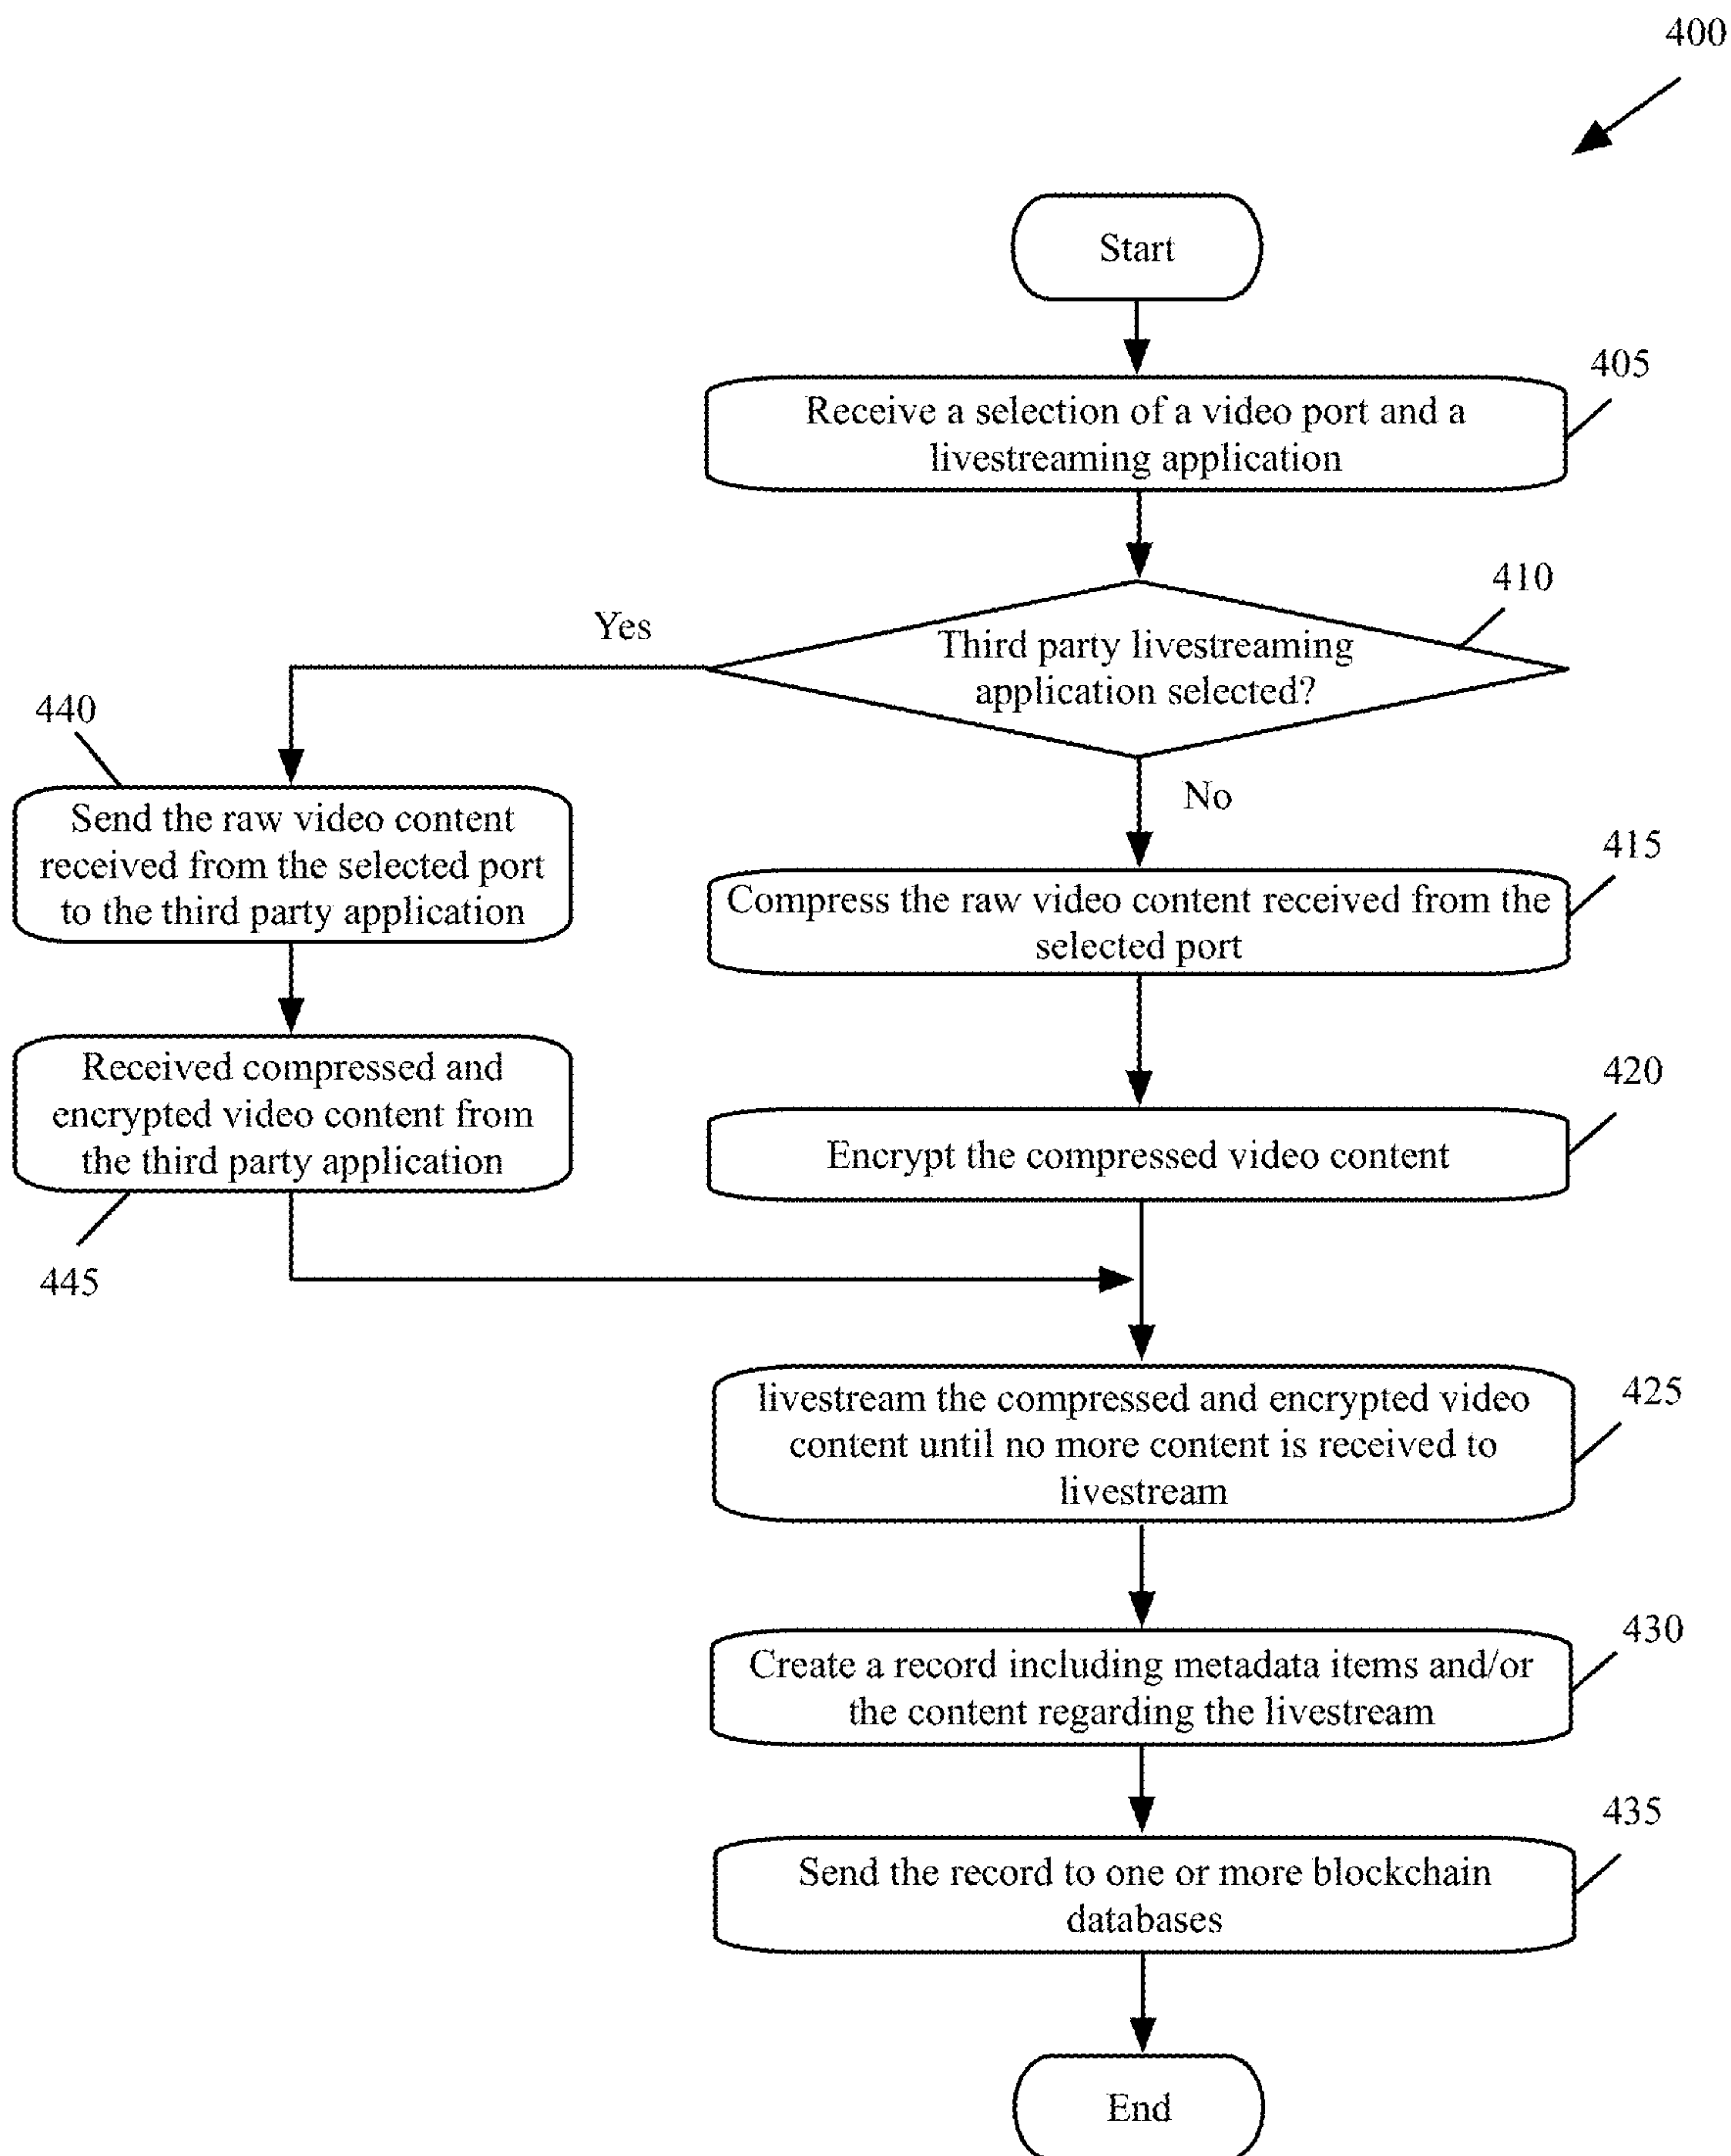 400
Start
405
Receive a selection of a video port and a
livestreaming application
410
Yes
Third party livestreaming
application selected?
440
No
Send the raw video content
received from the selected port
to the third party application
415
Compress the raw video content received from the
selected port
Received compressed and
encrypted video content from
the third party application
445
420
Encrypt the compressed video content
425
livestream the compressed and encrypted video
content until no more content is received to
livestream
430
Create a record including metadata items and/or
the content regarding the livestream
435
Send the record to one or more blockchain
databases
End